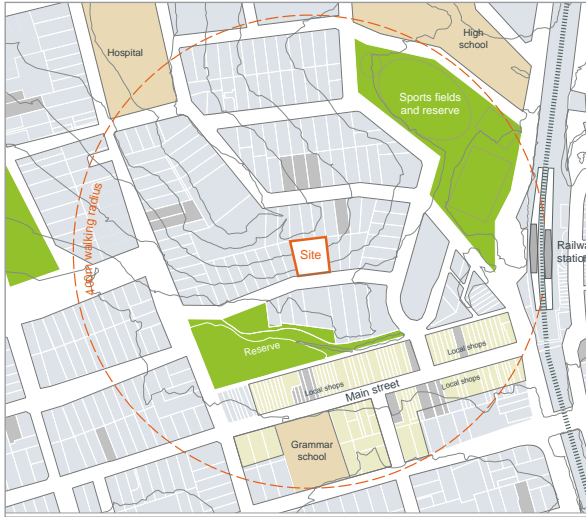 High
school
Hospital
Sports fields
and reserve
400m walking radius
Site
Railway
station
Reserve
Local shops
Local shops
Local shops
Main street
Grammar
school